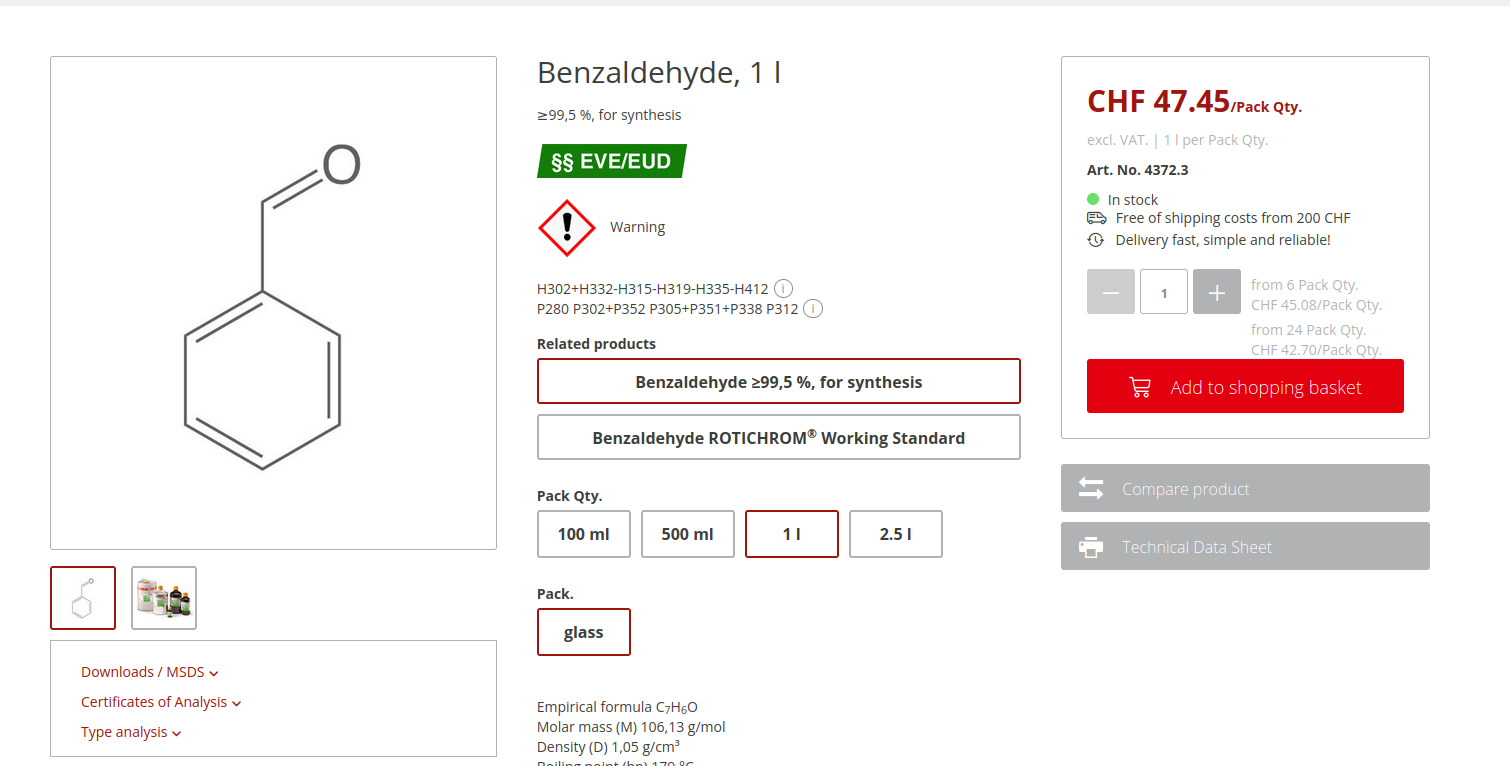 O
Downloads / MSDS
Certificates of Analysis
Type analysis
Benzaldehyde, 1 l
≥99,5 %, for synthesis
§§ EVE/EUD
Warning
H302+H332-H315-H319-H335-H412 i
P280 P302+P352 P305+P351+P338 P312 i
Related products
Benzaldehyde ≥99,5 %, for synthesis
Benzaldehyde ROTICHROM® Working Standard
Pack Qty.
100 ml 500 ml 1 l 2.5 l
Pack.
glass
Empirical formula C₇H₆O
Molar mass (M) 106,13 g/mol
Density (D) 1,05 g/cm³
Boiling point (bp) 179 °C
CHF 47.45/Pack Qty.
excl. VAT. | 1 l per Pack Qty.
Art. No. 4372.3
In stock
Free of shipping costs from 200 CHF
Delivery fast, simple and reliable!
− 1 +
from 6 Pack Qty.
CHF 45.08/Pack Qty.
from 24 Pack Qty.
CHF 42.70/Pack Qty.
Add to shopping basket
Compare product
Technical Data Sheet